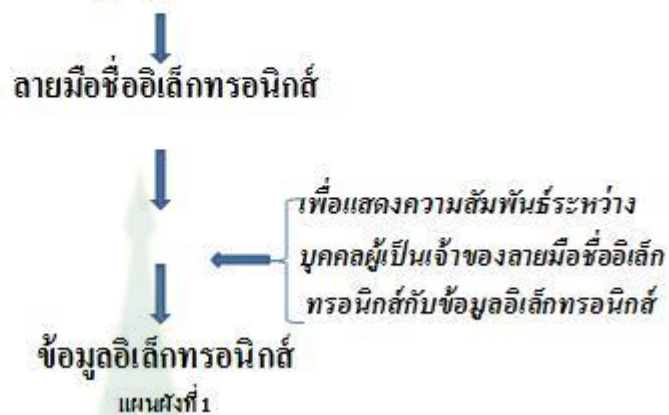 ลายมือชื่ออิเล็กทรอนิกส์
เพื่อแสดงความสัมพันธ์ระหว่าง
บุคคลผู้เป็นเจ้าของลายมือชื่ออิเล็ก
ทรอนิกส์กับข้อมูลอิเล็กทรอนิกส์
ข้อมูลอิเล็กทรอนิกส์
แผนผังที่ 1